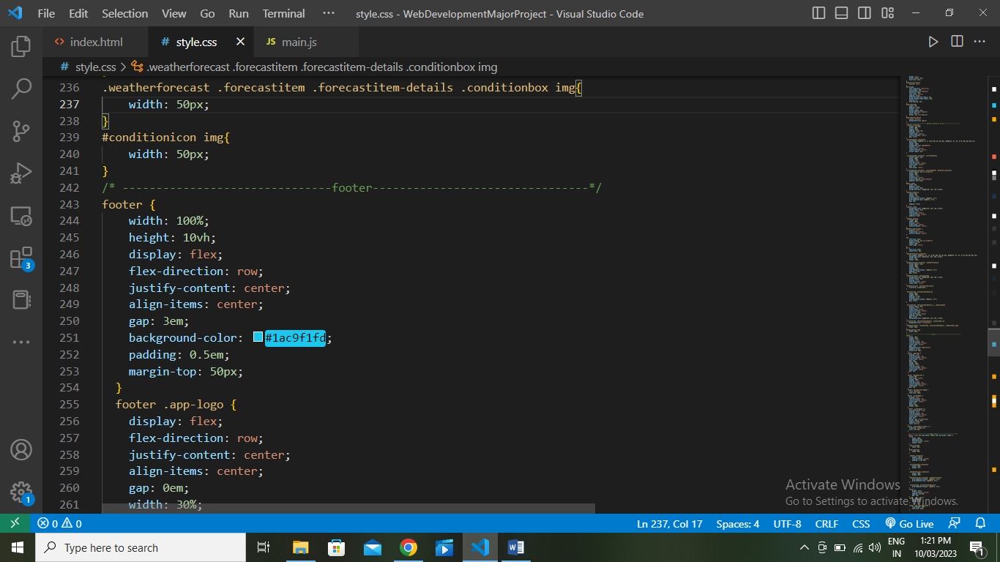 File Edit Selection View Go Run Terminal ··· style.css - WebDevelopmentMajorProject - Visual Studio Code
<> index.html # style.css × JS main.js
# style.css > .weatherforecast .forecastitem .forecastitem-details .conditionbox img
236 .weatherforecast .forecastitem .forecastitem-details .conditionbox img{
237 width: 50px;
238 }
239 #conditionicon img{
240 width: 50px;
241 }
242 /* -------------------------------footer--------------------------------*/
243 footer {
244 width: 100%;
245 height: 10vh;
246 display: flex;
247 flex-direction: row;
248 justify-content: center;
249 align-items: center;
250 gap: 3em;
251 background-color: #1ac9f1fd;
252 padding: 0.5em;
253 margin-top: 50px;
254 }
255 footer .app-logo {
256 display: flex;
257 flex-direction: row;
258 justify-content: center;
259 align-items: center;
260 gap: 0em;
261 width: 30%;
3
1
Activate Windows
Go to Settings to activate Windows.
0 0 Ln 237, Col 17 Spaces: 4 UTF-8 CRLF CSS Go Live
Type here to search
ENG
IN
1:21 PM
10/03/2023
1